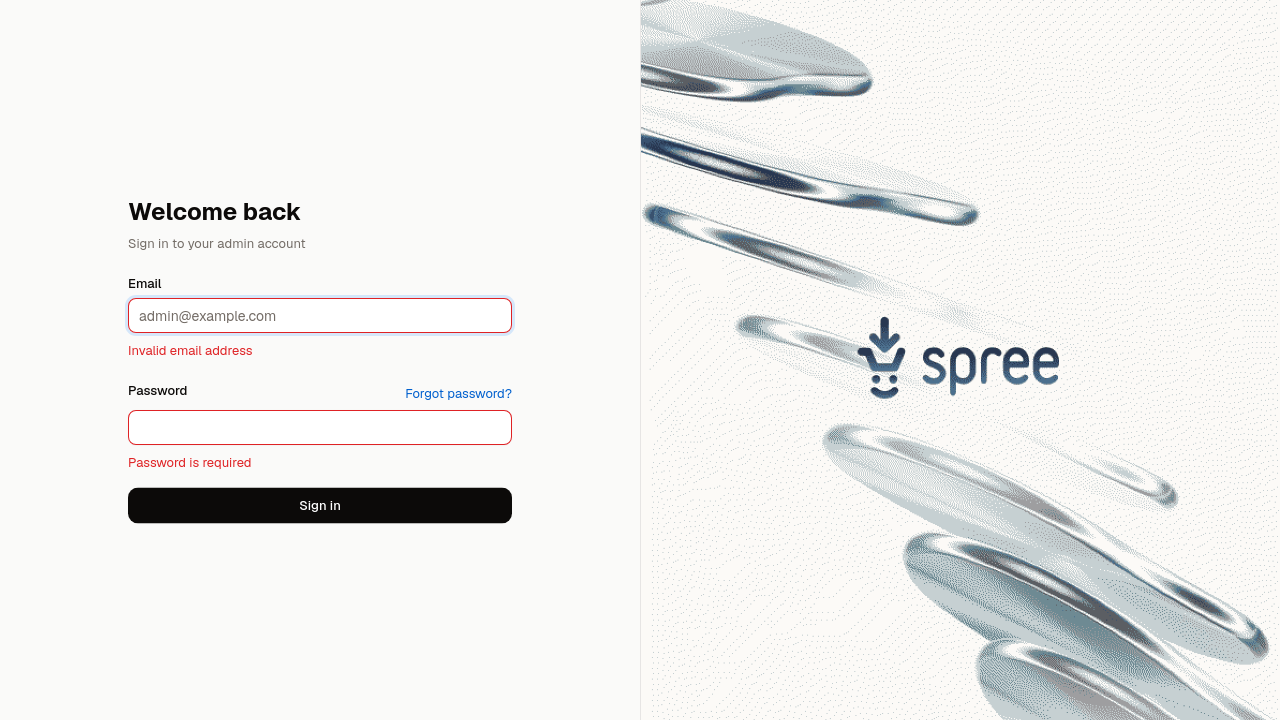 Welcome back
Sign in to your admin account
Email
admin@example.com
Invalid email address
Password
Forgot password?
Password is required
Sign in
spree